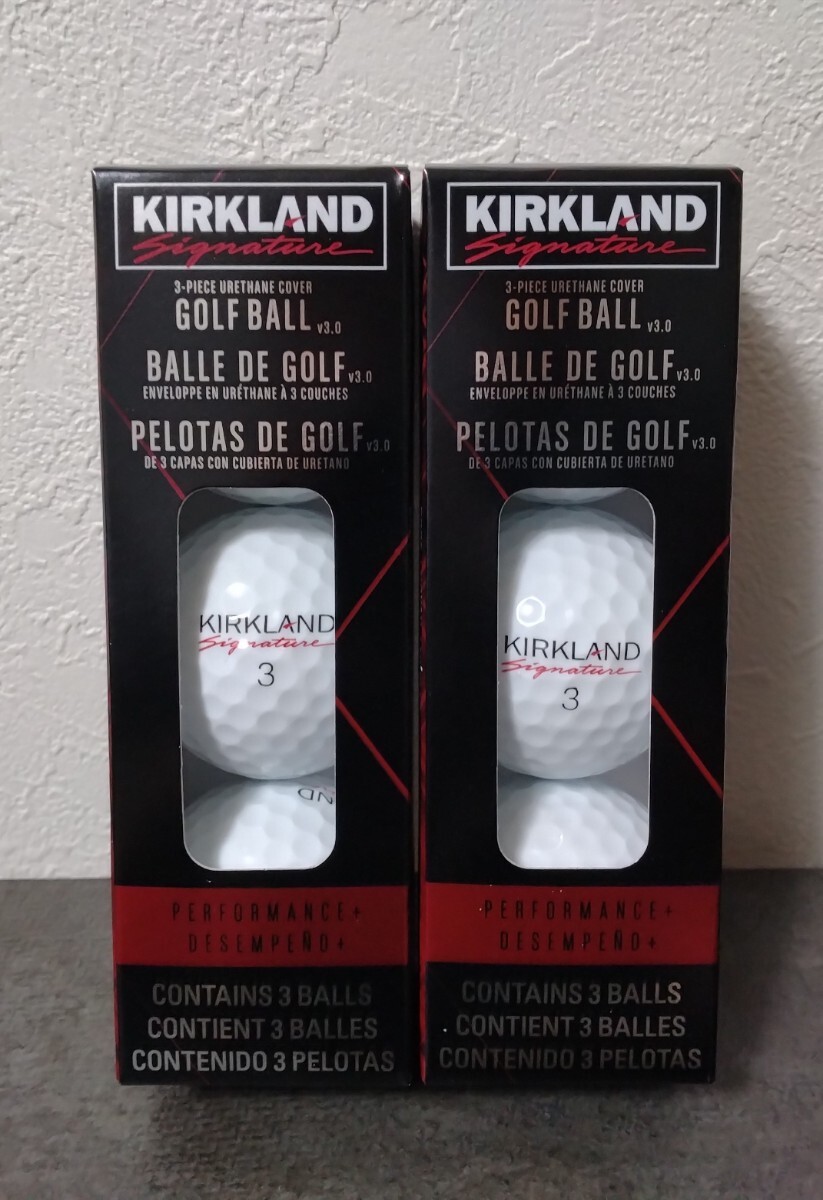 KIRKLAND
Signature
3-PIECE URETHANE COVER
GOLF BALL v3.0
BALLE DE GOLF v3.0
ENVELOPPE EN URÉTHANE À 3 COUCHES
PELOTAS DE GOLF v3.0
DE 3 CAPAS CON CUBIERTA DE URETANO
KIRKLAND
Signature
3
ND
PERFORMANCE+
DESEMPEÑO+
CONTAINS 3 BALLS
CONTIENT 3 BALLES
CONTENIDO 3 PELOTAS
KIRKLAND
Signature
3-PIECE URETHANE COVER
GOLF BALL v3.0
BALLE DE GOLF v3.0
ENVELOPPE EN URÉTHANE À 3 COUCHES
PELOTAS DE GOLF v3.0
DE 3 CAPAS CON CUBIERTA DE URETANO
KIRKLAND
Signature
3
PERFORMANCE+
DESEMPEÑO+
CONTAINS 3 BALLS
CONTIENT 3 BALLES
CONTENIDO 3 PELOTAS